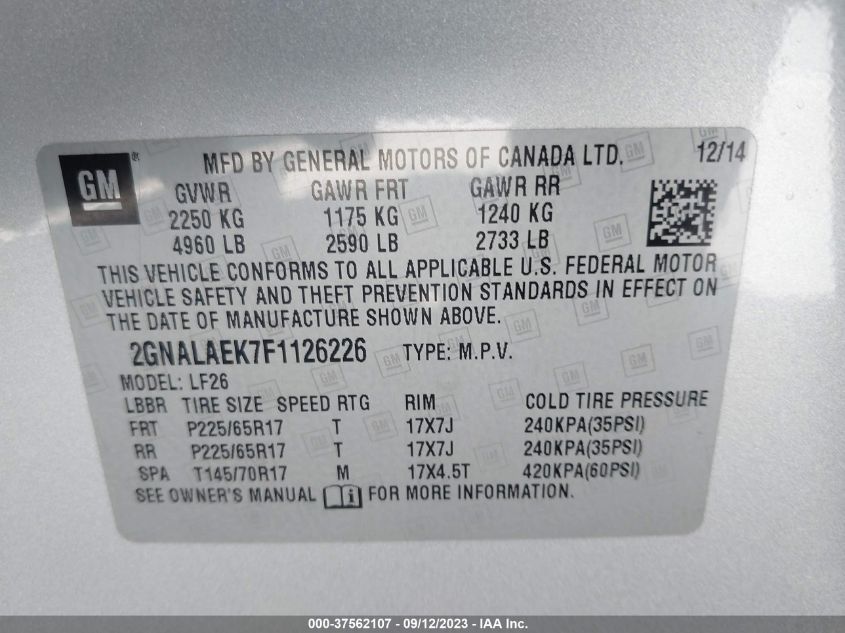 GM ® MFD BY GENERAL MOTORS OF CANADA LTD. 12/14
GVWR GAWR FRT GAWR RR
2250 KG 1175 KG 1240 KG
4960 LB 2590 LB 2733 LB
THIS VEHICLE CONFORMS TO ALL APPLICABLE U.S. FEDERAL MOTOR
VEHICLE SAFETY AND THEFT PREVENTION STANDARDS IN EFFECT ON
THE DATE OF MANUFACTURE SHOWN ABOVE.
2GNALAEK7F1126226 TYPE: M.P.V.
MODEL: LF26
LBBR TIRE SIZE SPEED RTG RIM COLD TIRE PRESSURE
FRT P225/65R17 T 17X7J 240KPA(35PSI)
RR P225/65R17 T 17X7J 240KPA(35PSI)
SPA T145/70R17 M 17X4.5T 420KPA(60PSI)
SEE OWNER'S MANUAL i FOR MORE INFORMATION.
000-37562107 - 09/12/2023 - IAA Inc.